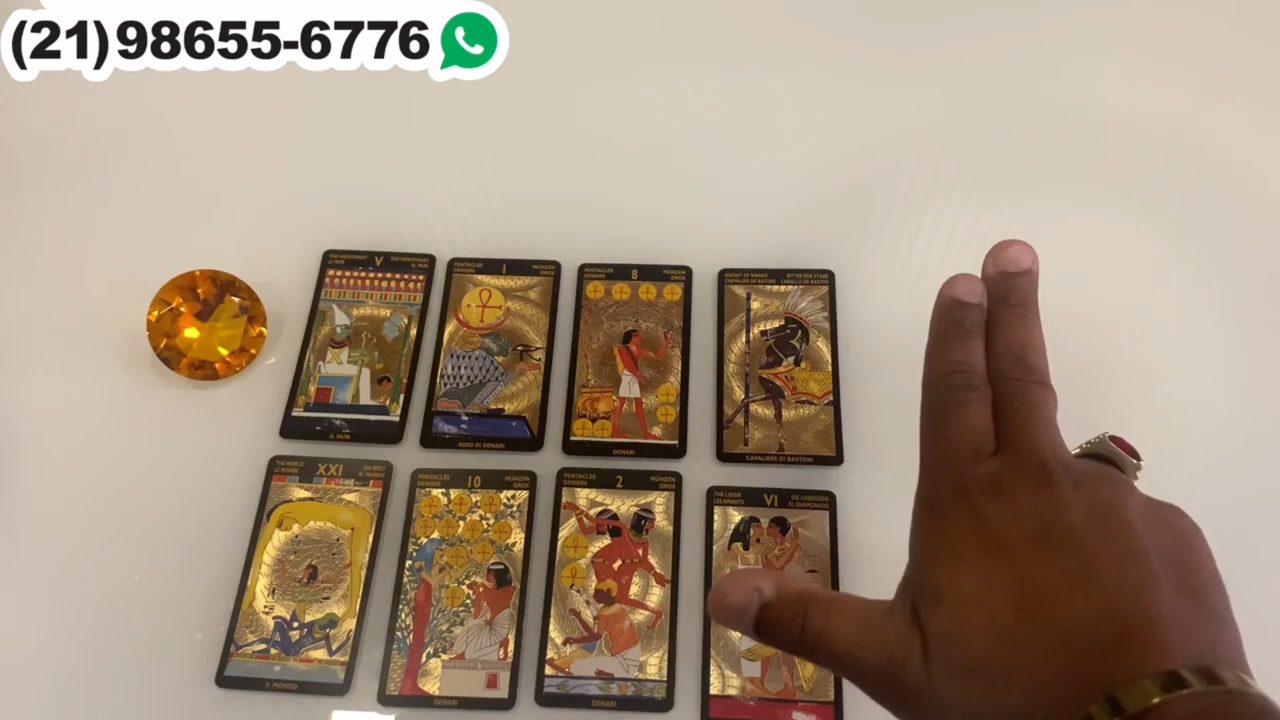 (21)98655-6776
THE HIEROPHANT V DER HIEROPHANT
LE PAPE EL PAPA
IL PAPA
PENTACLES I MÜNZEN
DENIERS OROS
ASSO DI DENARI
PENTACLES 8 MÜNZEN
DENIERS OROS
DENARI
KNIGHT OF WANDS RITTER DER STÄBE
CHEVALIER DE BASTONS CABALLO DE BASTOS
CAVALIERE DI BASTONI
THE WORLD XXI DIE WELT
LE MONDE EL MUNDO
IL MONDO
PENTACLES 10 MÜNZEN
DENIERS OROS
DENARI
PENTACLES 2 MÜNZEN
DENIERS OROS
DENARI
THE LOVER VI DIE LIEBENDEN
LES AMANTS EL ENAMORADO